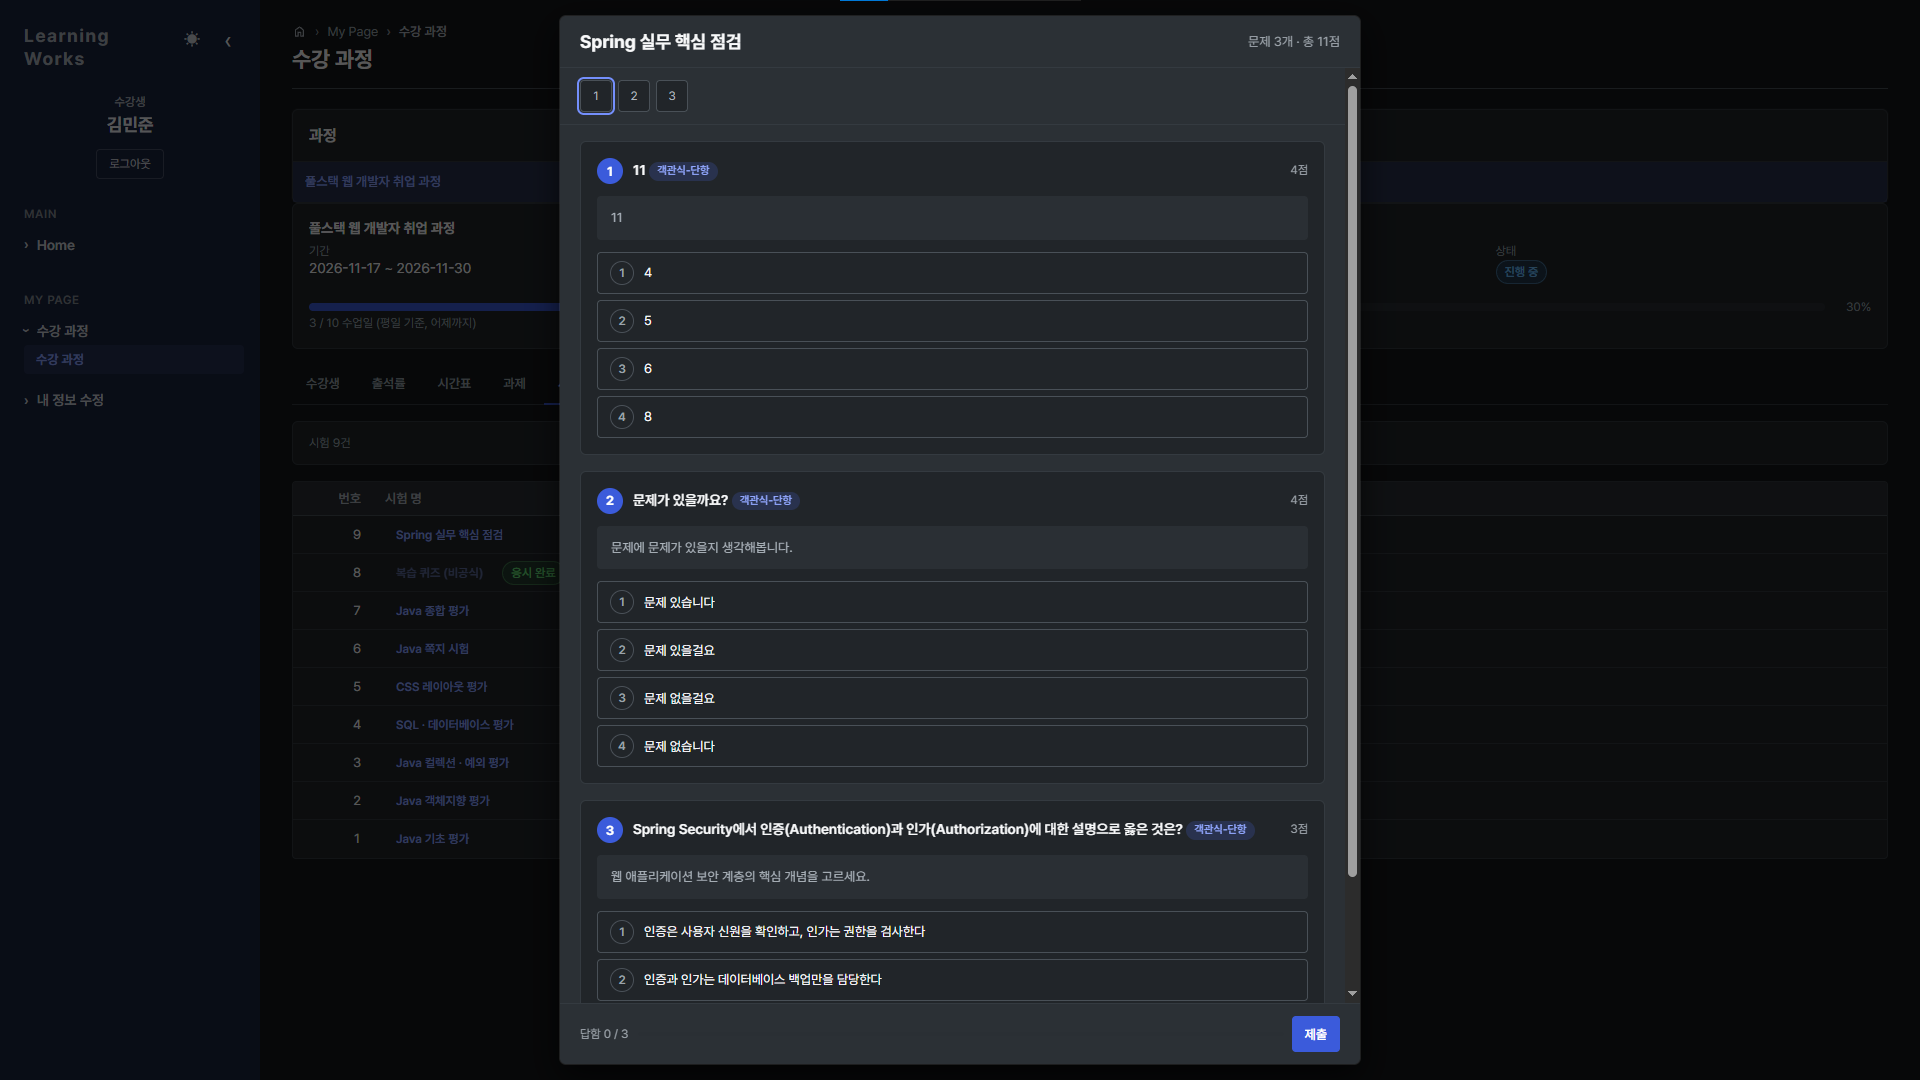 Learning
Works
수강생
김민준
로그아웃
MAIN
Home
MY PAGE
수강 과정
수강 과정
내 정보 수정
My Page
수강 과정
수강 과정
과정
풀스택 웹 개발자 취업 과정
풀스택 웹 개발자 취업 과정
기간
2026-11-17 ~ 2026-11-30
상태
진행 중
30%
3 / 10 수업일 (평일 기준, 어제까지)
수강생
출석률
시간표
과제
시험 9건
번호 시험 명
9 Spring 실무 핵심 점검
8 복습 퀴즈 (비공식) 응시 완료
7 Java 종합 평가
6 Java 쪽지 시험
5 CSS 레이아웃 평가
4 SQL · 데이터베이스 평가
3 Java 컬렉션 · 예외 평가
2 Java 객체지향 평가
1 Java 기초 평가
Spring 실무 핵심 점검
문제 3개 · 총 11점
1 2 3
1 11 객관식-단항 4점
11
1 4
2 5
3 6
4 8
2 문제가 있을까요? 객관식-단항 4점
문제에 문제가 있을지 생각해봅니다.
1 문제 있습니다
2 문제 있을걸요
3 문제 없을걸요
4 문제 없습니다
3 Spring Security에서 인증(Authentication)과 인가(Authorization)에 대한 설명으로 옳은 것은? 객관식-단항 3점
웹 애플리케이션 보안 계층의 핵심 개념을 고르세요.
1 인증은 사용자 신원을 확인하고, 인가는 권한을 검사한다
2 인증과 인가는 데이터베이스 백업만을 담당한다
답함 0 / 3
제출